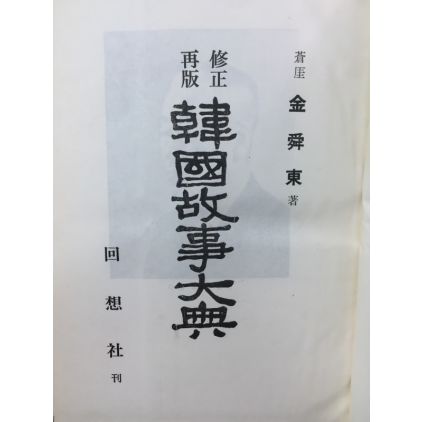 蒼厓 金舜東 著
修正
再版
韓國故事大典
回想社 刊